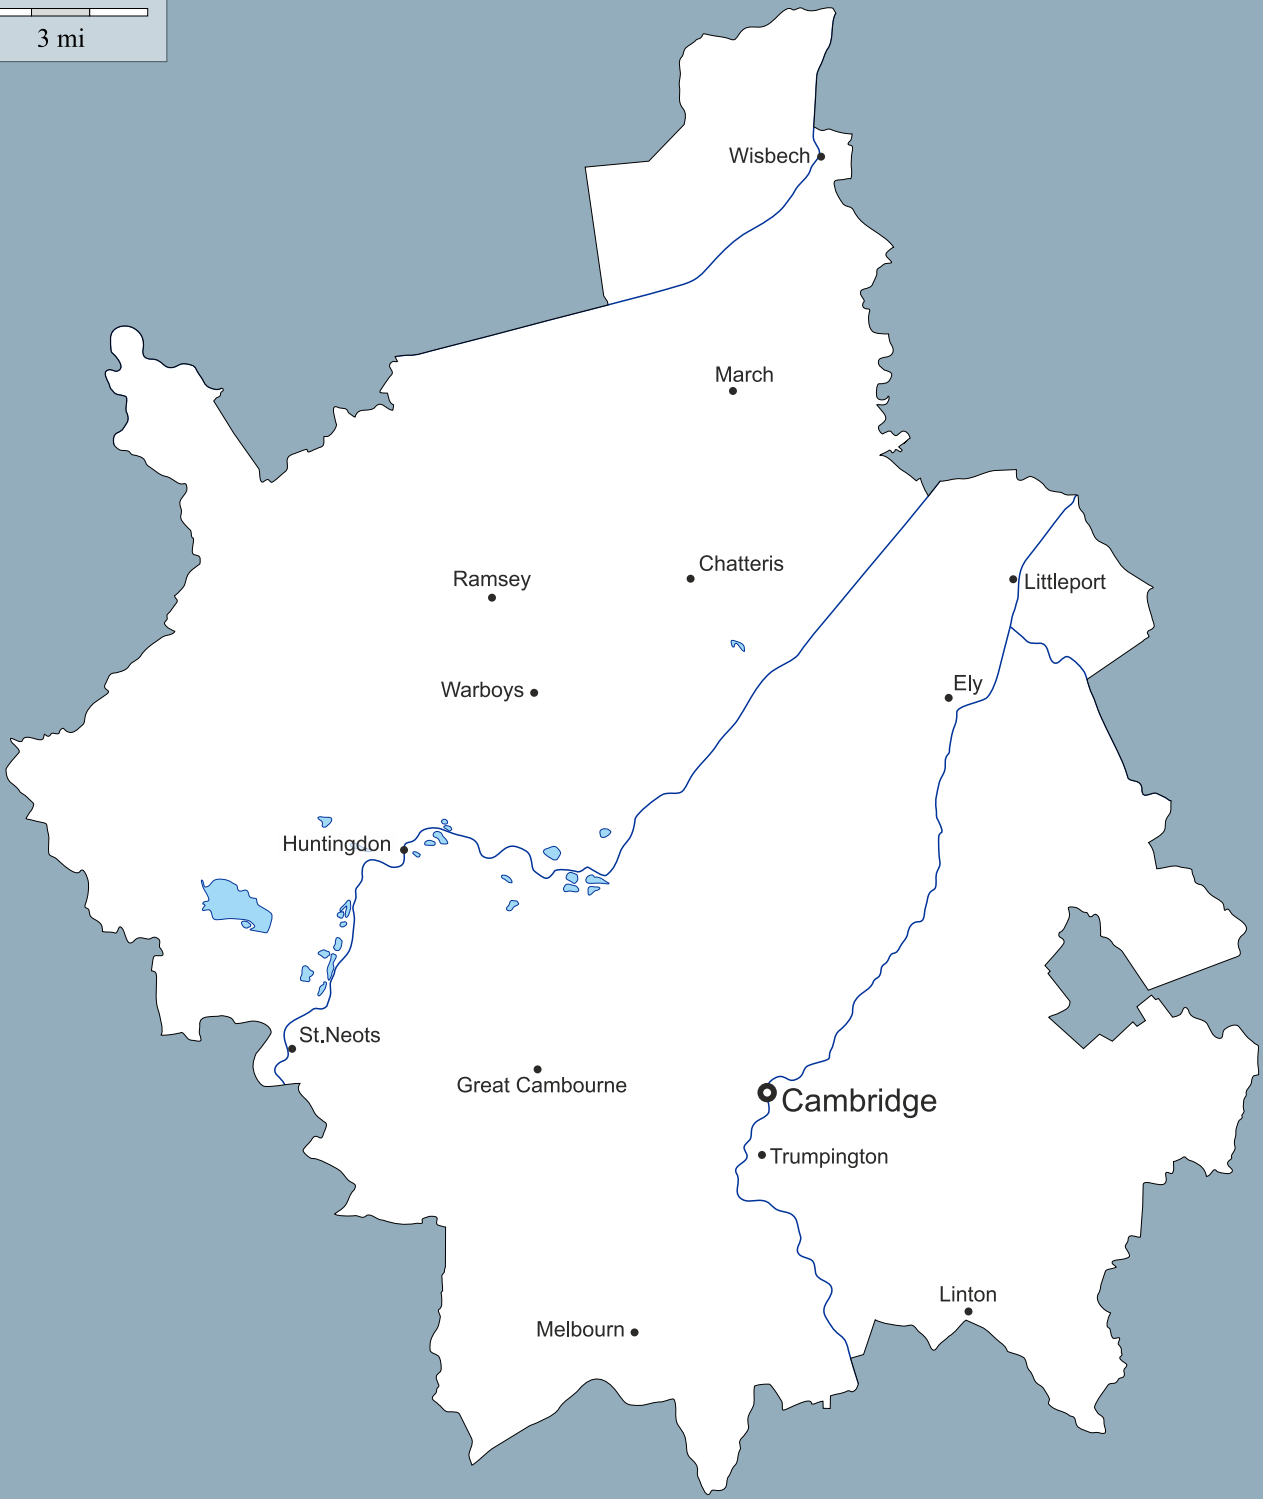 3 mi
Wisbech
March
Chatteris
Ramsey
Littleport
Ely
Warboys
Huntingdon
St.Neots
Great Cambourne
Cambridge
Trumpington
Linton
Melbourn